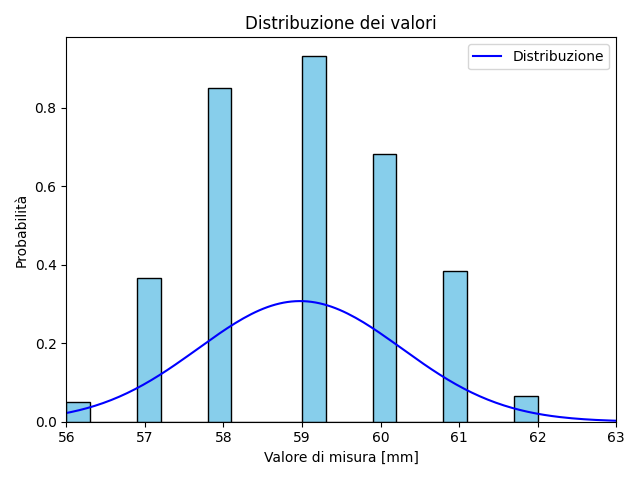 Distribuzione dei valori
Distribuzione
Probabilità
0.8
0.6
0.4
0.2
0.0
56 57 58 59 60 61 62 63
Valore di misura [mm]